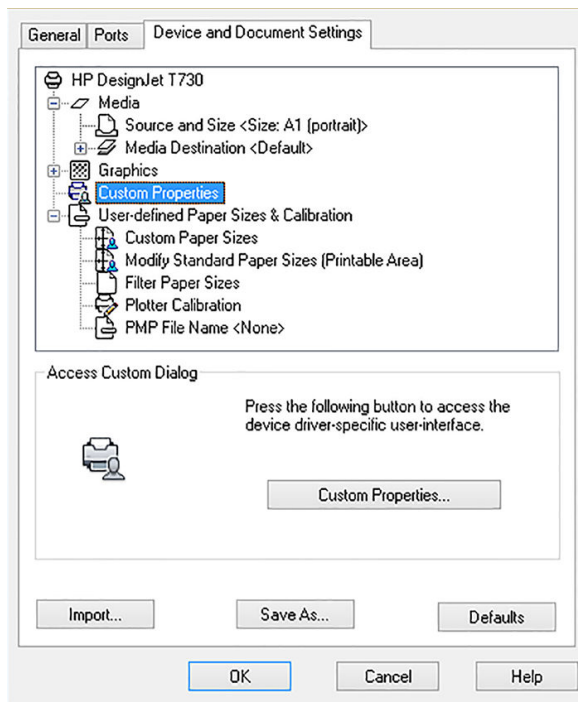 General Ports Device and Document Settings
HP DesignJet T730
Media
Source and Size <Size: A1 (portrait)>
Media Destination <Default>
Graphics
Custom Properties
User-defined Paper Sizes & Calibration
Custom Paper Sizes
Modify Standard Paper Sizes (Printable Area)
Filter Paper Sizes
Plotter Calibration
PMP File Name <None>
Access Custom Dialog
Press the following button to access the
device driver-specific user-interface.
Custom Properties...
Import... Save As... Defaults
OK Cancel Help